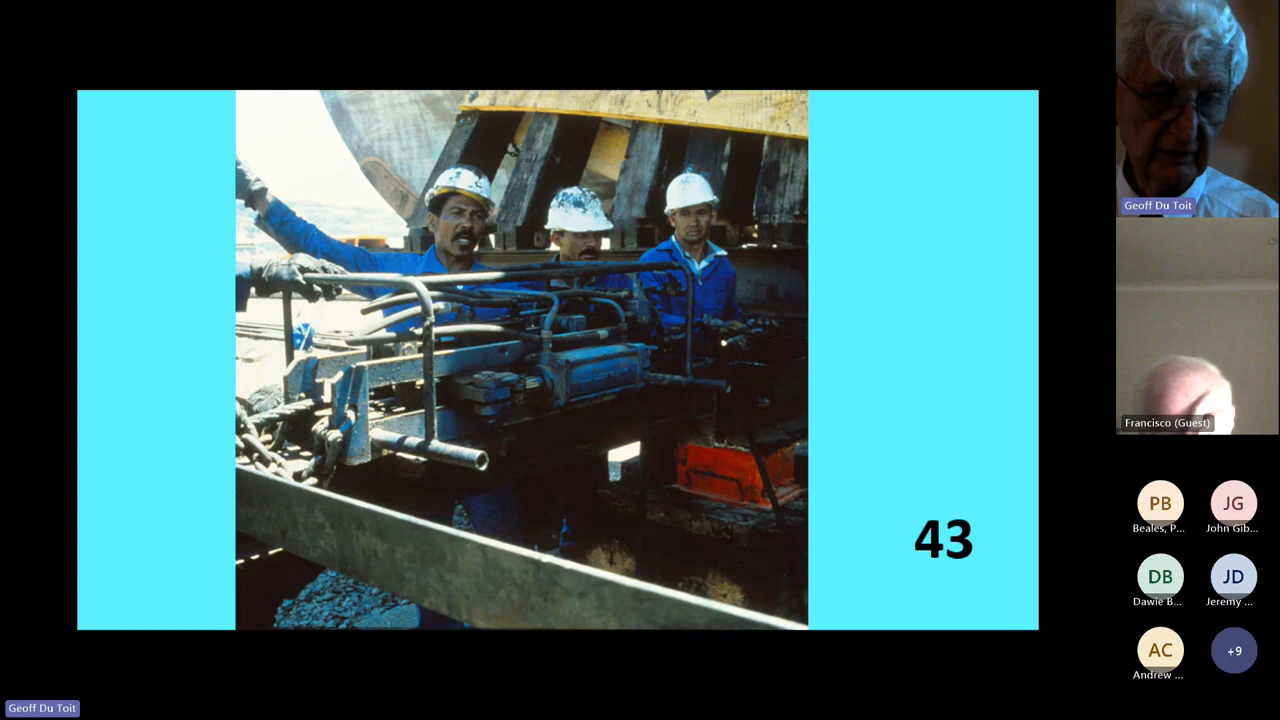 43
Geoff Du Toit
Francisco (Guest)
PB
JG
Beales, P...
John Gib...
DB
JD
Dawie B...
Jeremy ...
AC
+9
Andrew ...
Geoff Du Toit